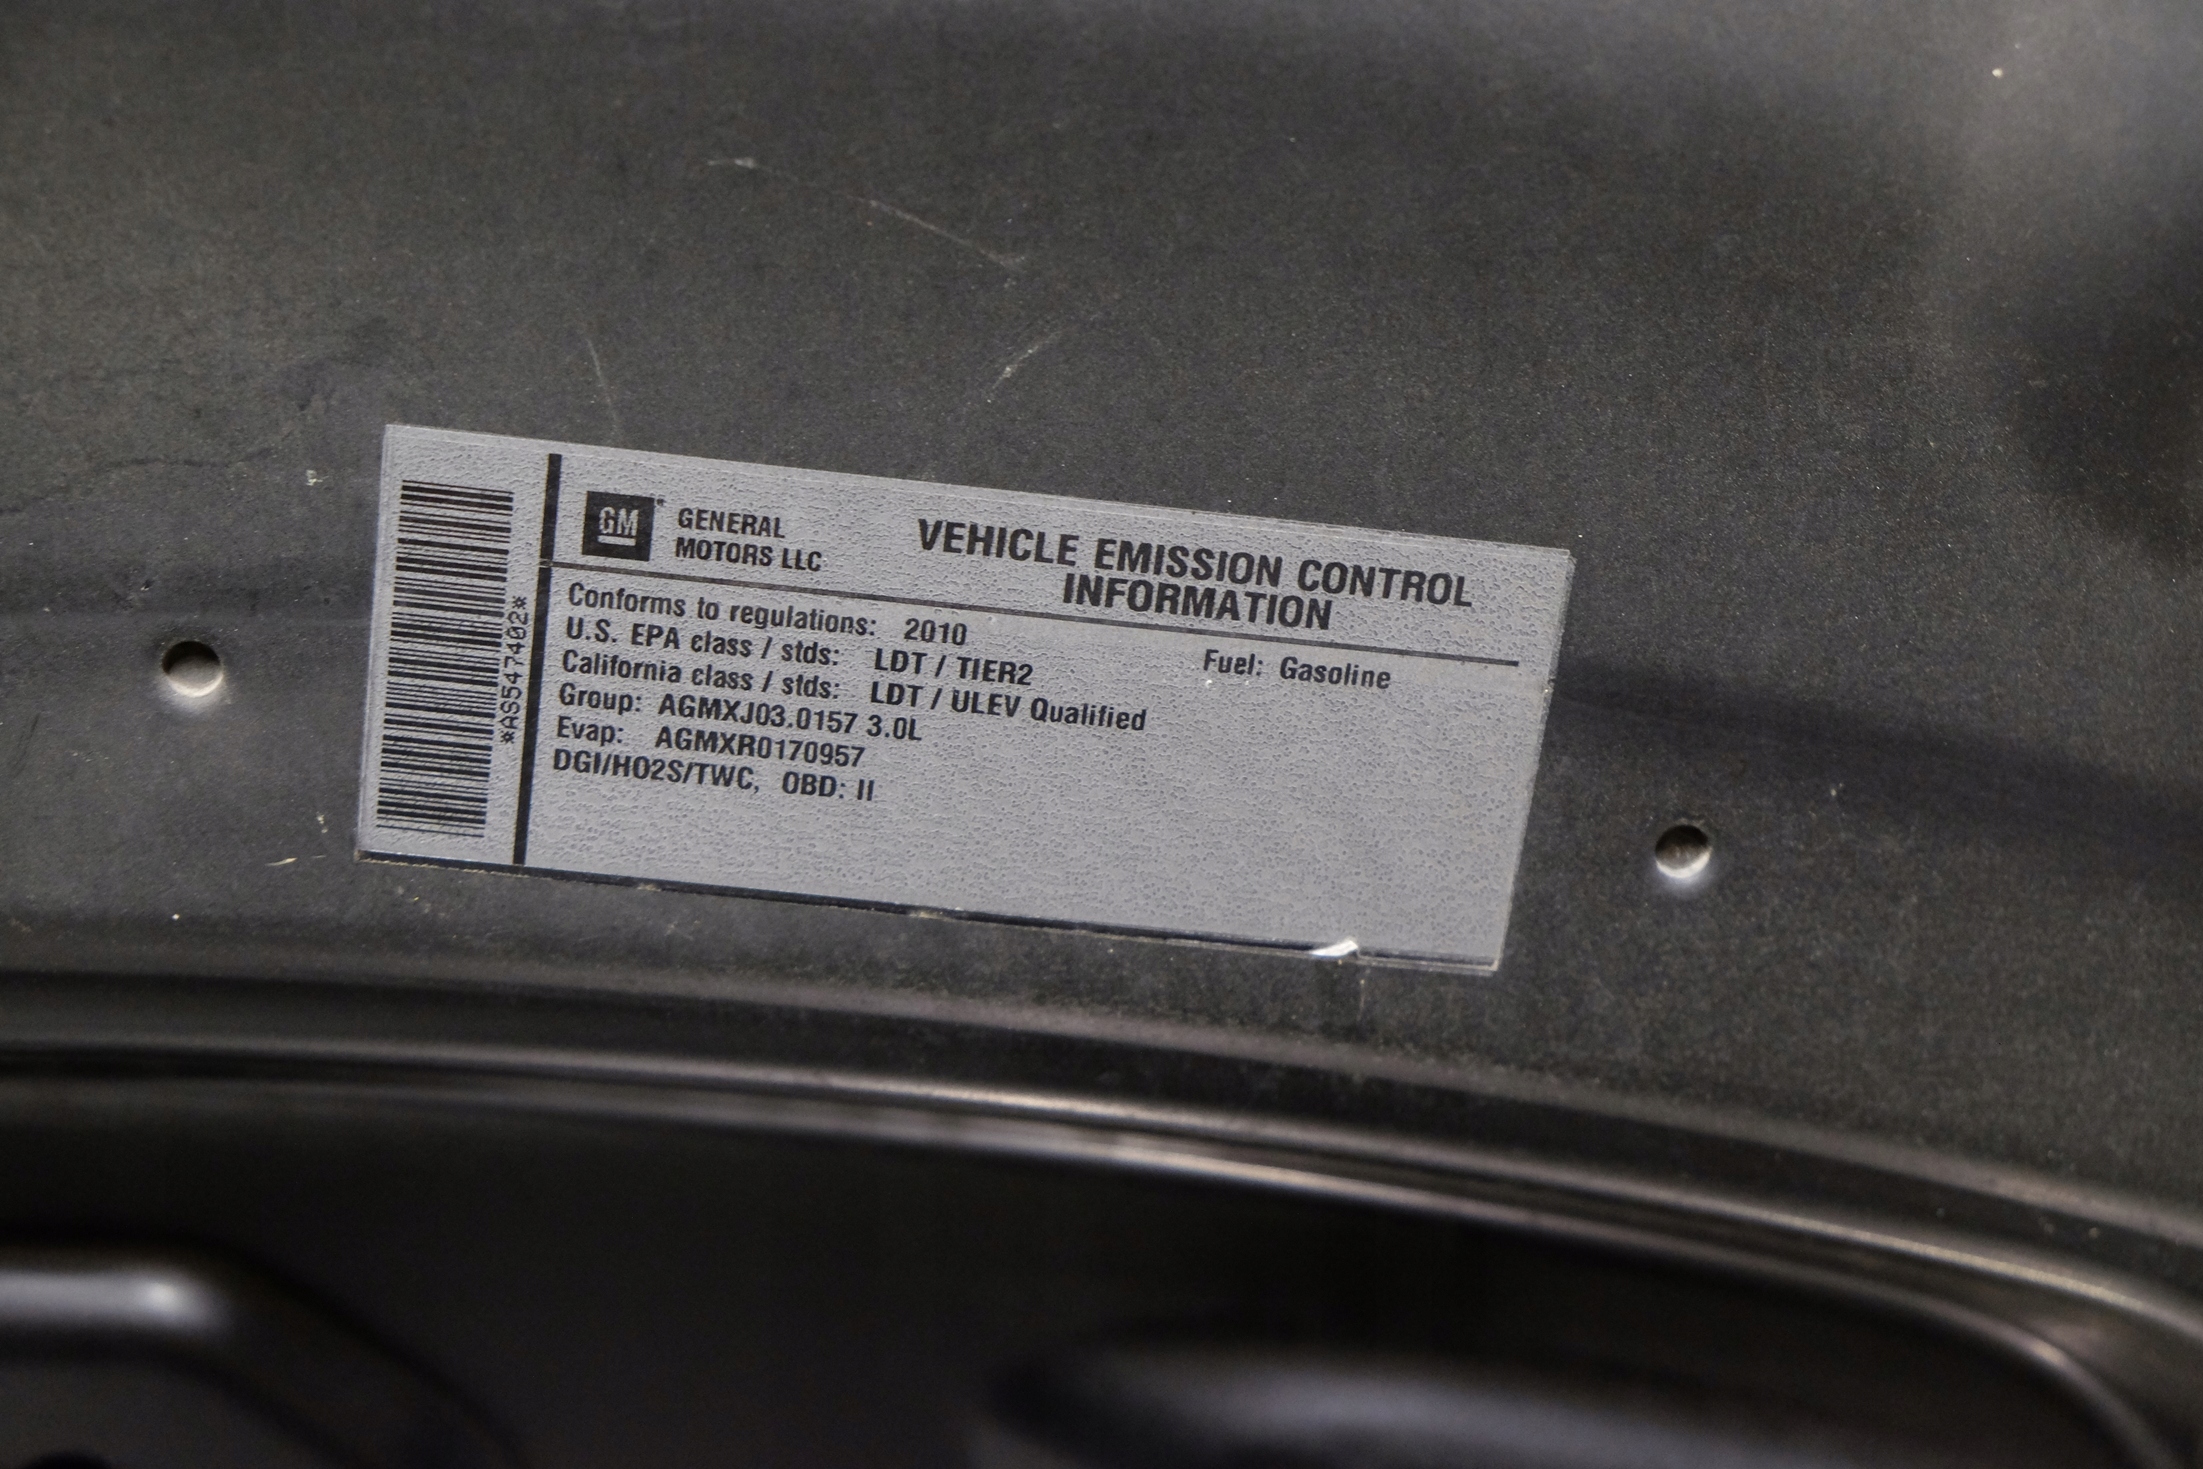 *AS547402*
GM GENERAL
MOTORS LLC
VEHICLE EMISSION CONTROL
INFORMATION
Conforms to regulations: 2010
Fuel: Gasoline
U.S. EPA class / stds: LDT / TIER2
California class / stds: LDT / ULEV Qualified
Group: AGMXJ03.0157 3.0L
Evap: AGMXR0170957
DGI/HO2S/TWC, OBD: II